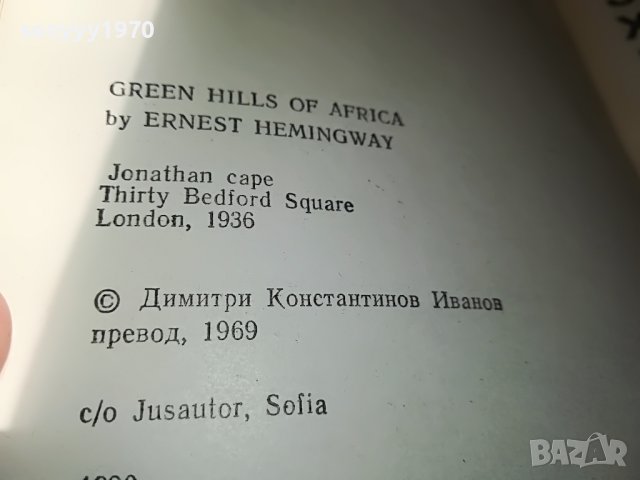 GREEN HILLS OF AFRICA
by ERNEST HEMINGWAY
Jonathan cape
Thirty Bedford Square
London, 1936
© Димитри Константинов Иванов
превод, 1969
c/o Jusautor, Sofia
BAZAR